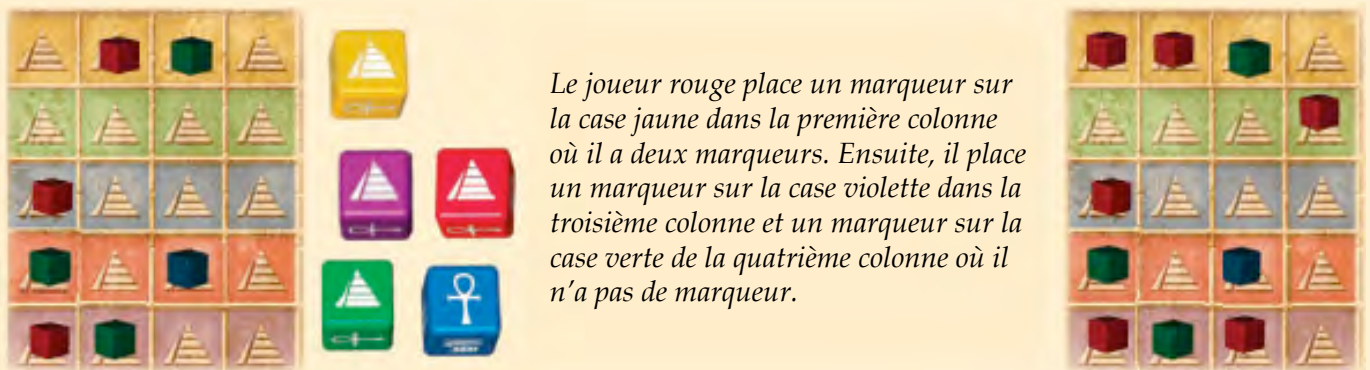 Le joueur rouge place un marqueur sur
la case jaune dans la première colonne
où il a deux marqueurs. Ensuite, il place
un marqueur sur la case violette dans la
troisième colonne et un marqueur sur la
case verte de la quatrième colonne où il
n'a pas de marqueur.